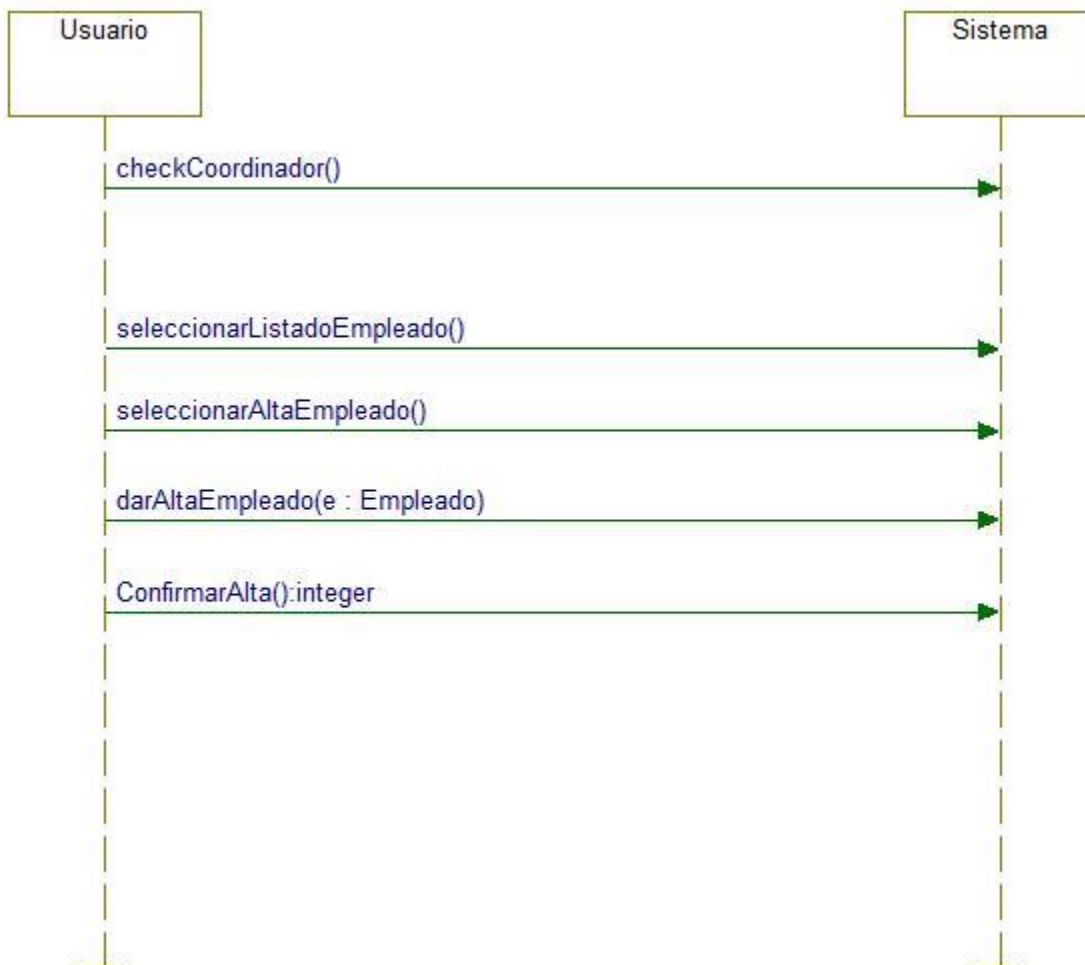 Usuario
Sistema
checkCoordinador()
seleccionarListadoEmpleado()
seleccionarAltaEmpleado()
darAltaEmpleado(e : Empleado)
ConfirmarAlta():integer